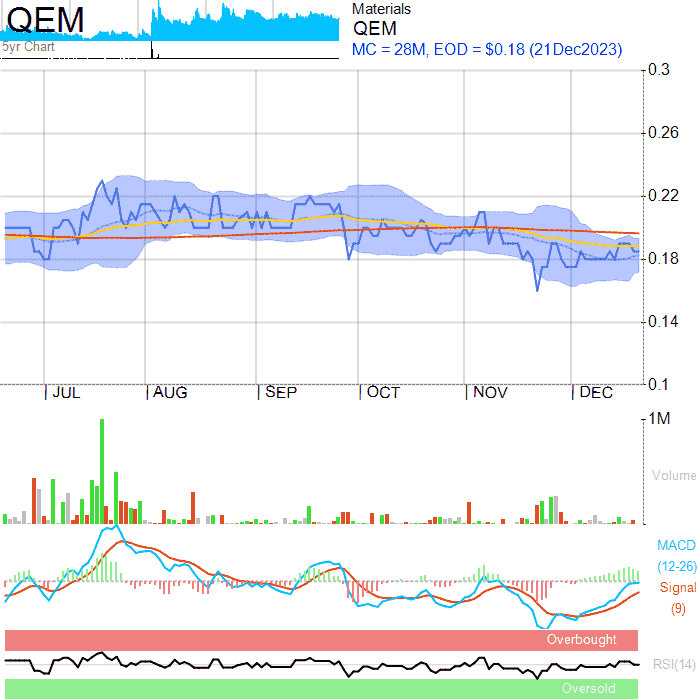 QEM
5yr Chart
Materials
QEM
MC = 28M, EOD = $0.18 (21Dec2023)
0.3
0.26
0.22
0.18
0.14
0.1
JUL
AUG
SEP
OCT
NOV
DEC
1M
Volume
MACD
(12-26)
Signal
(9)
Overbought
RSI(14)
Oversold